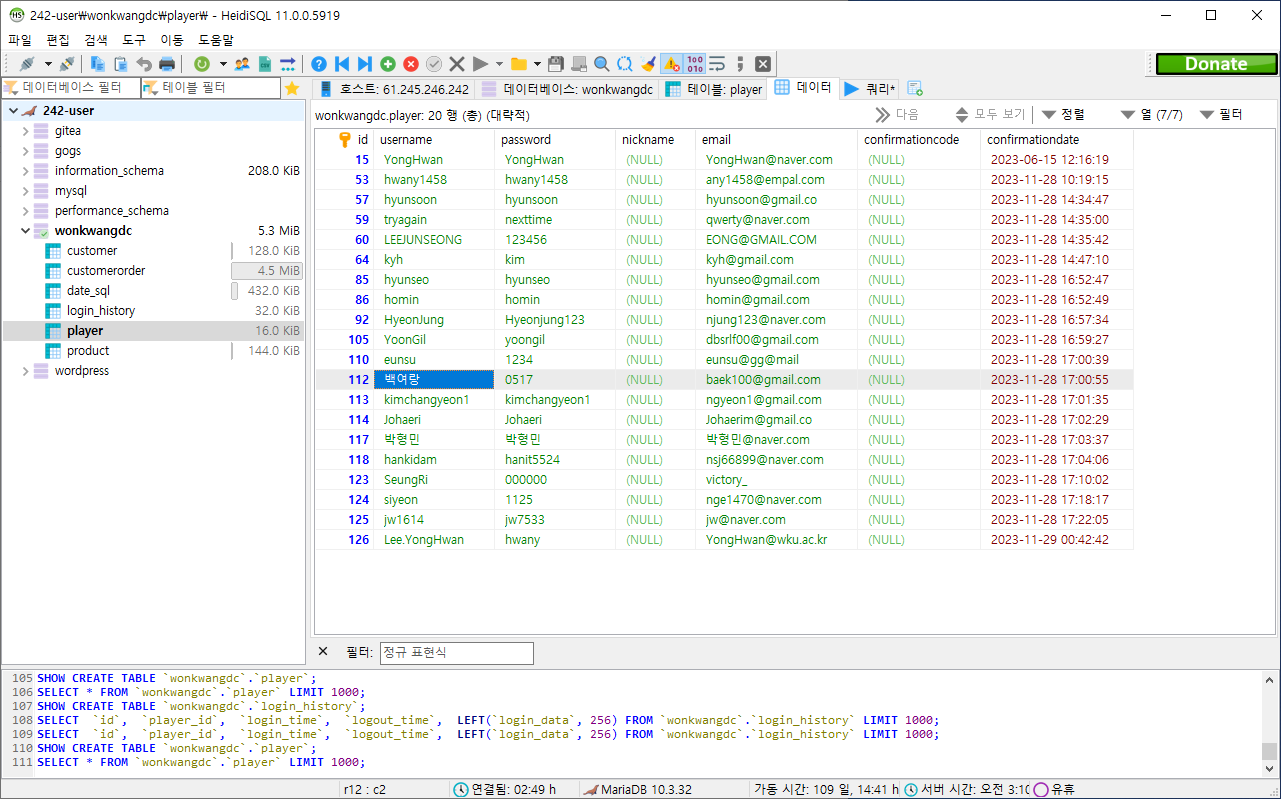 242-user₩wonkwangdc₩player₩ - HeidiSQL 11.0.0.5919
파일 편집 검색 도구 이동 도움말
Donate
데이터베이스 필터 테이블 필터
호스트: 61.245.246.242 데이터베이스: wonkwangdc 테이블: player 데이터 쿼리*
242-user
gitea
gogs
information_schema 208.0 KiB
mysql
performance_schema
wonkwangdc 5.3 MiB
customer 128.0 KiB
customerorder 4.5 MiB
date_sql 432.0 KiB
login_history 32.0 KiB
player 16.0 KiB
product 144.0 KiB
wordpress
wonkwangdc.player: 20 행 (총) (대략적) 다음 모두 보기 정렬 열 (7/7) 필터
id username password nickname email confirmationcode confirmationdate
15 YongHwan YongHwan (NULL) YongHwan@naver.com (NULL) 2023-06-15 12:16:19
53 hwany1458 hwany1458 (NULL) any1458@empal.com (NULL) 2023-11-28 10:19:15
57 hyunsoon hyunsoon (NULL) hyunsoon@gmail.co (NULL) 2023-11-28 14:34:47
59 tryagain nexttime (NULL) qwerty@naver.com (NULL) 2023-11-28 14:35:00
60 LEEJUNSEONG 123456 (NULL) EONG@GMAIL.COM (NULL) 2023-11-28 14:35:42
64 kyh kim (NULL) kyh@gmail.com (NULL) 2023-11-28 14:47:10
85 hyunseo hyunseo (NULL) hyunseo@gmail.com (NULL) 2023-11-28 16:52:47
86 homin homin (NULL) homin@gmail.com (NULL) 2023-11-28 16:52:49
92 HyeonJung Hyeonjung123 (NULL) njung123@naver.com (NULL) 2023-11-28 16:57:34
105 YoonGil yoongil (NULL) dbsrlf00@gmail.com (NULL) 2023-11-28 16:59:27
110 eunsu 1234 (NULL) eunsu@gg@mail (NULL) 2023-11-28 17:00:39
112 백여랑 0517 (NULL) baek100@gmail.com (NULL) 2023-11-28 17:00:55
113 kimchangyeon1 kimchangyeon1 (NULL) ngyeon1@gmail.com (NULL) 2023-11-28 17:01:35
114 Johaeri Johaeri (NULL) Johaerim@gmail.co (NULL) 2023-11-28 17:02:29
117 박형민 박형민 (NULL) 박형민@naver.com (NULL) 2023-11-28 17:03:37
118 hankidam hanit5524 (NULL) nsj66899@naver.com (NULL) 2023-11-28 17:04:06
123 SeungRi 000000 (NULL) victory_ (NULL) 2023-11-28 17:10:02
124 siyeon 1125 (NULL) nge1470@naver.com (NULL) 2023-11-28 17:18:17
125 jw1614 jw7533 (NULL) jw@naver.com (NULL) 2023-11-28 17:22:05
126 Lee.YongHwan hwany (NULL) YongHwan@wku.ac.kr (NULL) 2023-11-29 00:42:42
필터: 정규 표현식
105 SHOW CREATE TABLE `wonkwangdc`.`player`;
106 SELECT * FROM `wonkwangdc`.`player` LIMIT 1000;
107 SHOW CREATE TABLE `wonkwangdc`.`login_history`;
108 SELECT `id`, `player_id`, `login_time`, `logout_time`, LEFT(`login_data`, 256) FROM `wonkwangdc`.`login_history` LIMIT 1000;
109 SELECT `id`, `player_id`, `login_time`, `logout_time`, LEFT(`login_data`, 256) FROM `wonkwangdc`.`login_history` LIMIT 1000;
110 SHOW CREATE TABLE `wonkwangdc`.`player`;
111 SELECT * FROM `wonkwangdc`.`player` LIMIT 1000;
r12 : c2 연결됨: 02:49 h MariaDB 10.3.32 가동 시간: 109 일, 14:41 h 서버 시간: 오전 3:10 유휴